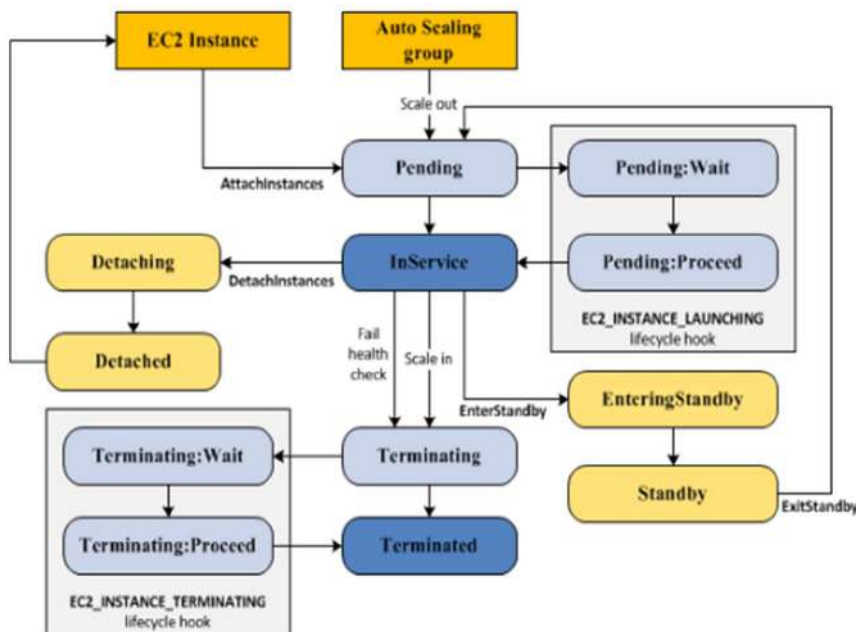 EC2 Instance
Auto Scaling
group
Scale out
Pending
Pending:Wait
AttachInstances
Detaching
InService
Pending:Proceed
DetachInstances
EC2_INSTANCE_LAUNCHING
lifecycle hook
Fail
health
check
Scale in
Detached
EnterStandby
EnteringStandby
Terminating:Wait
Terminating
Standby
ExitStandby
Terminating:Proceed
Terminated
EC2_INSTANCE_TERMINATING
lifecycle hook